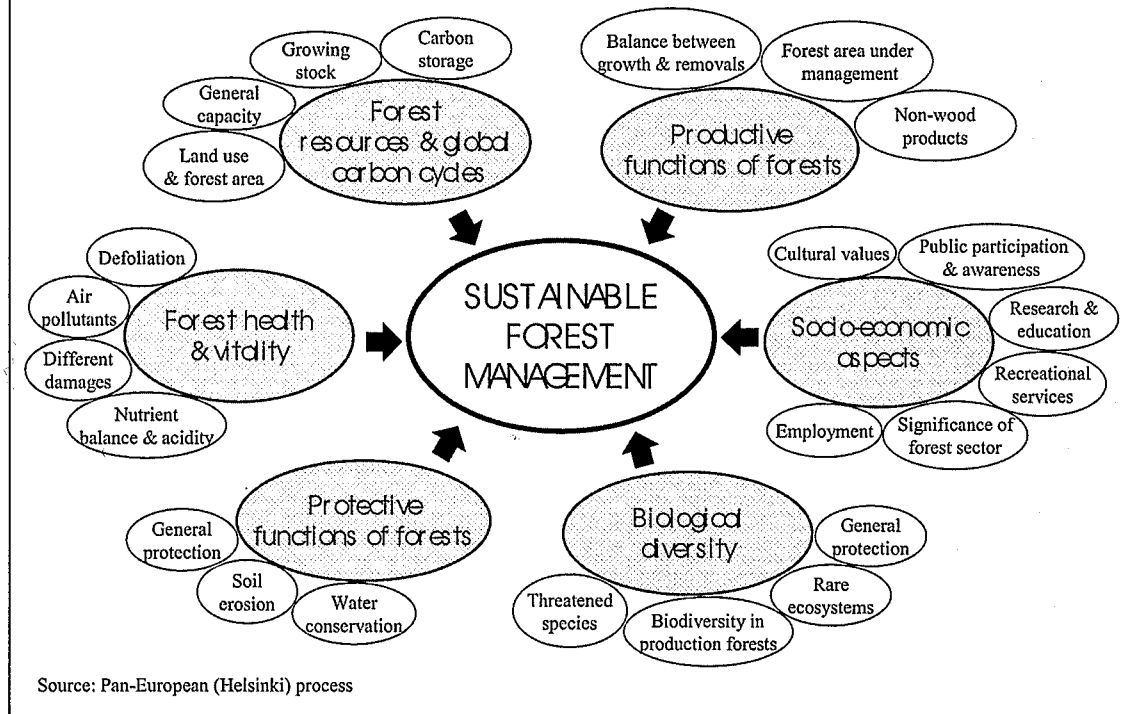 Carbon
storage
Growing
stock
General
capacity
Land use
& forest area
Forest
resources & global
carbon cycles
Balance between
growth & removals
Forest area under
management
Non-wood
products
Productive
functions of forests
Defoliation
Air
pollutants
Different
damages
Nutrient
balance & acidity
Forest health
& vitality
SUSTAINABLE
FOREST
MANAGEMENT
Cultural values
Public participation
& awareness
Research &
education
Recreational
services
Significance of
forest sector
Employment
Socio-economic
aspects
Protective
functions of forests
General
protection
Soil
erosion
Water
conservation
Biological
diversity
General
protection
Rare
ecosystems
Biodiversity in
production forests
Threatened
species
Source: Pan-European (Helsinki) process